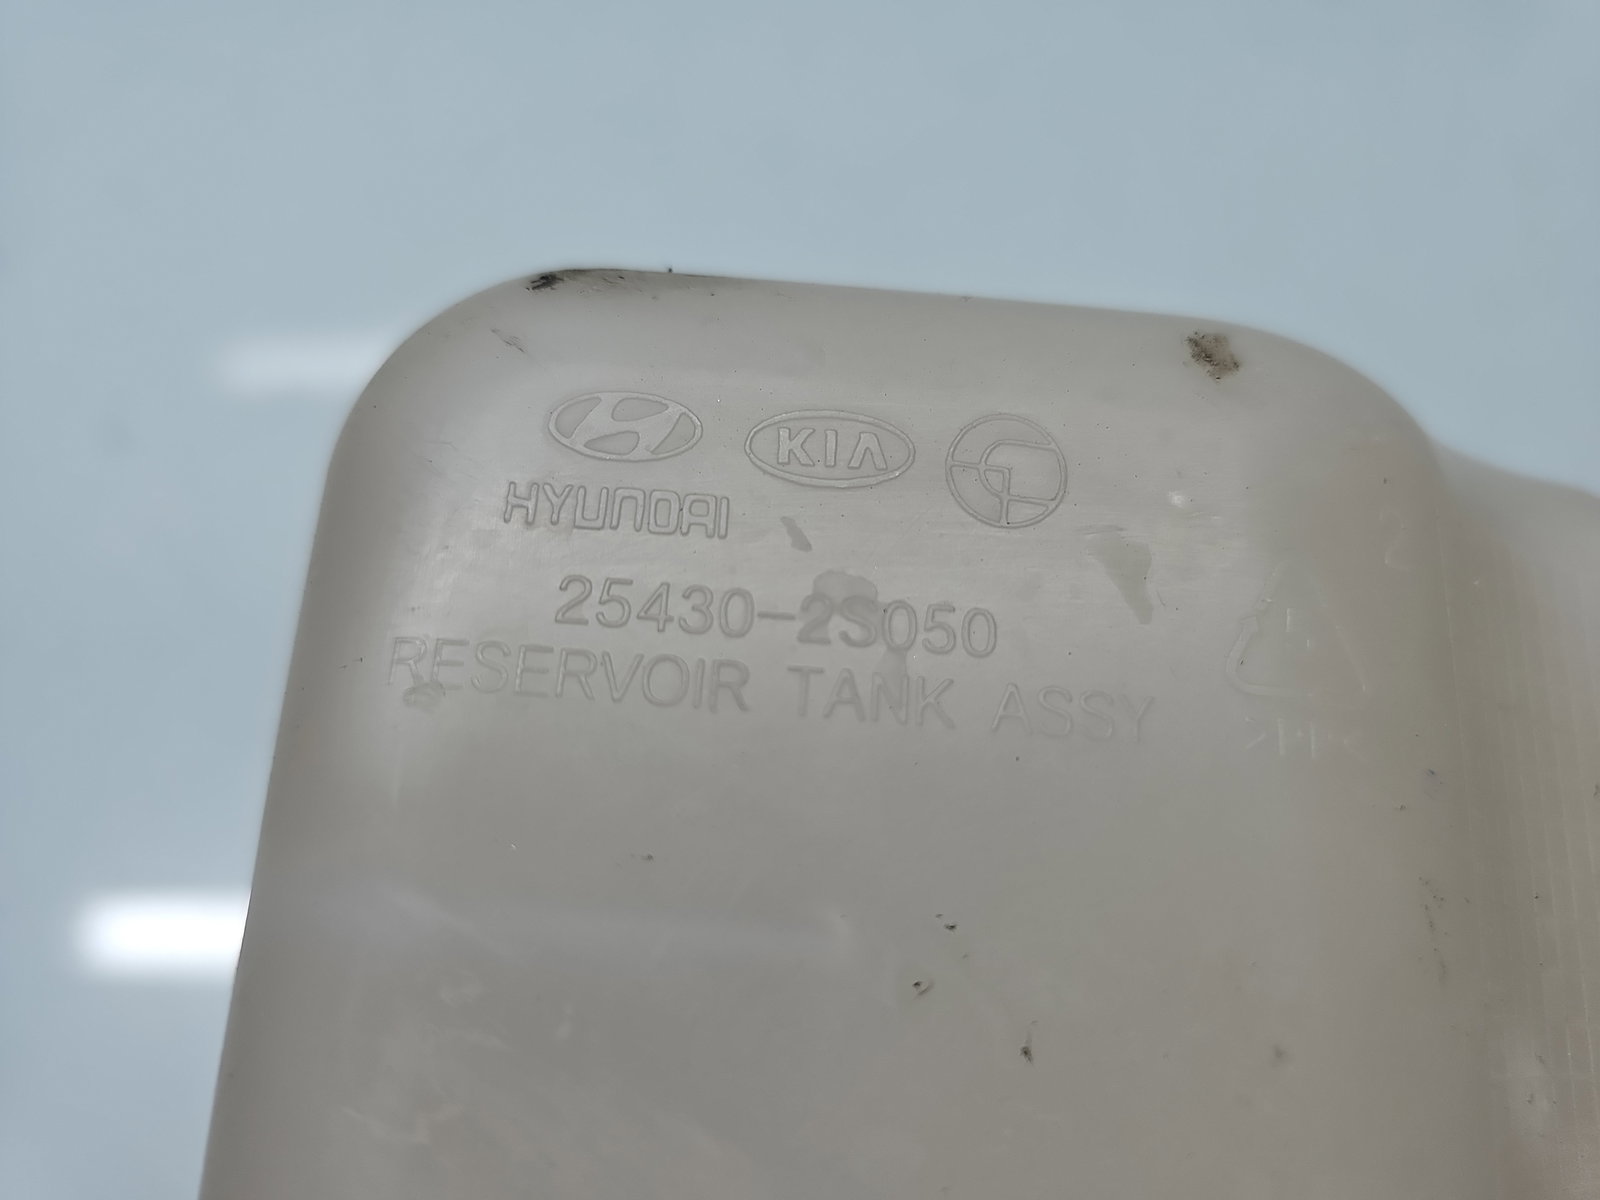 KIA
HYUNDAI
25430-2S050
RESERVOIR TANK ASSY